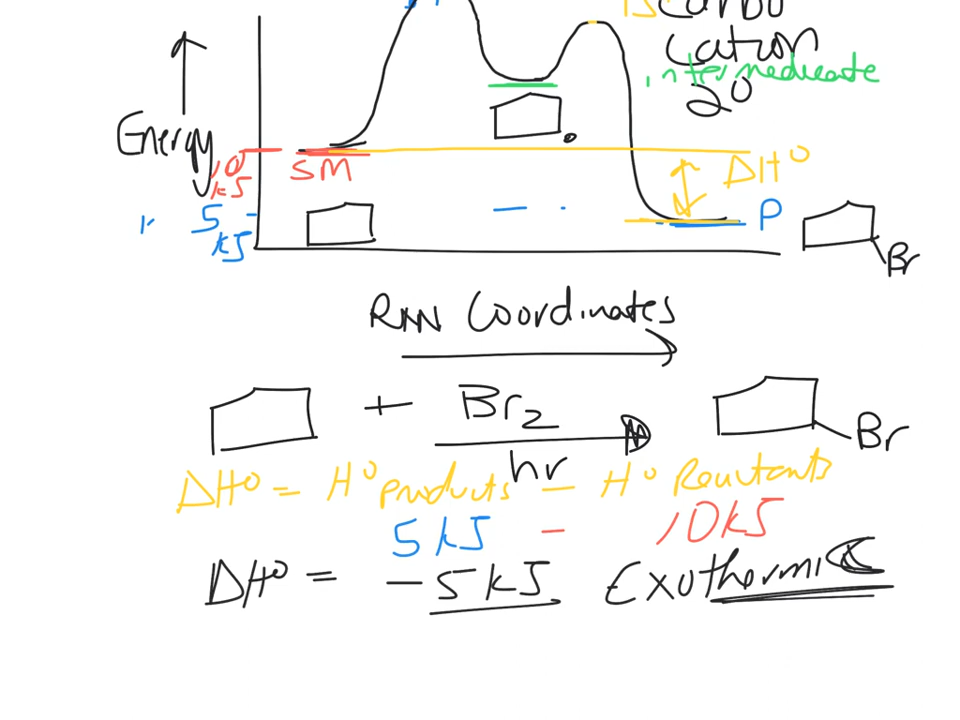 Carbo
cation
intermediate
2°
Energy
10
kJ
SM
ΔH°
5
kJ
P
Br
RXN Coordinates
+ Br2
hv
Br
ΔH° = H° products - H° Reactants
5 kJ - 10 kJ
ΔH° = - 5 kJ Exothermic